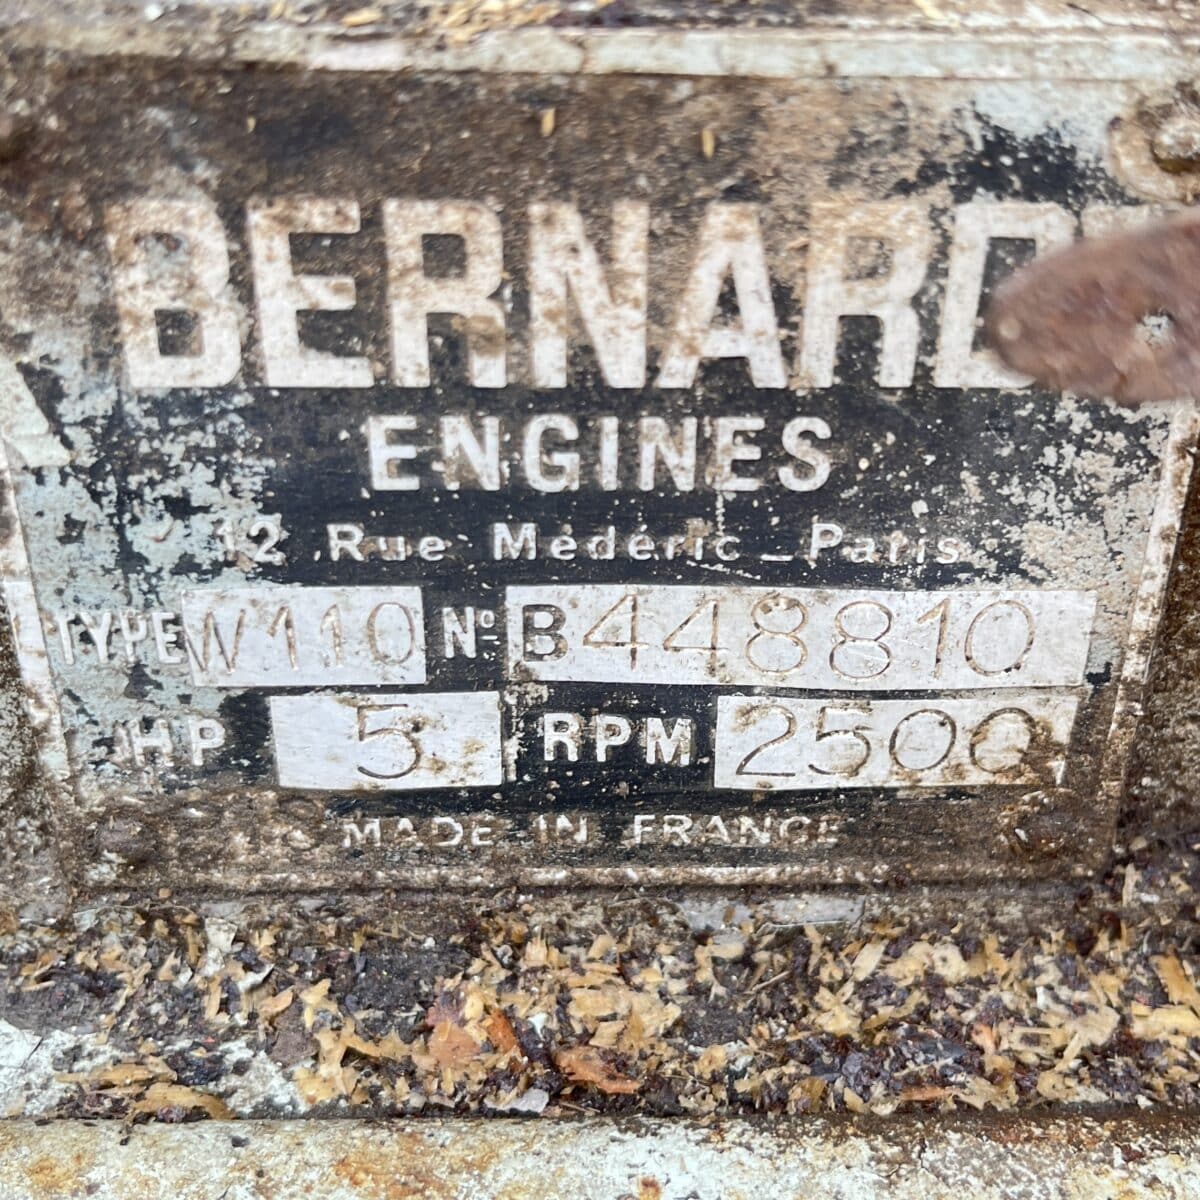 BERNARD
ENGINES
12 Rue Médéric _ Paris
TYPE W110 No B448810
HP 5 RPM 2500
MADE IN FRANCE